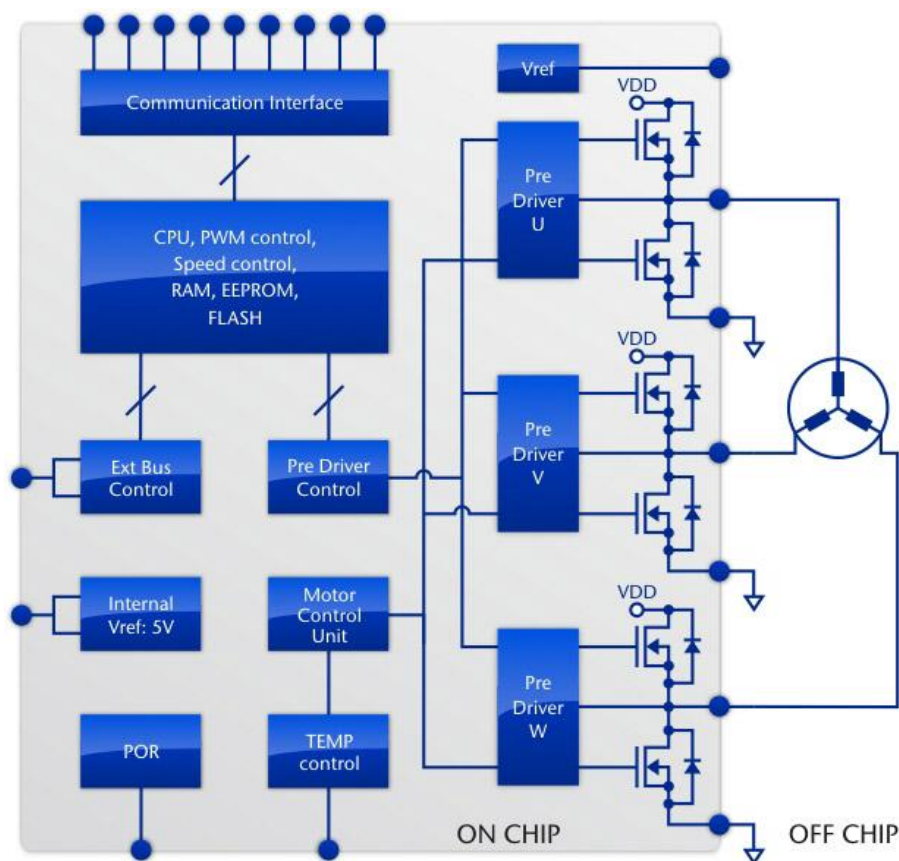 Communication Interface
Vref
VDD
Pre
Driver
U
CPU, PWM control,
Speed control,
RAM, EEPROM,
FLASH
VDD
Pre
Driver
V
Ext Bus
Control
Pre Driver
Control
Internal
Vref: 5V
Motor
Control
Unit
VDD
Pre
Driver
W
POR
TEMP
control
ON CHIP
OFF CHIP